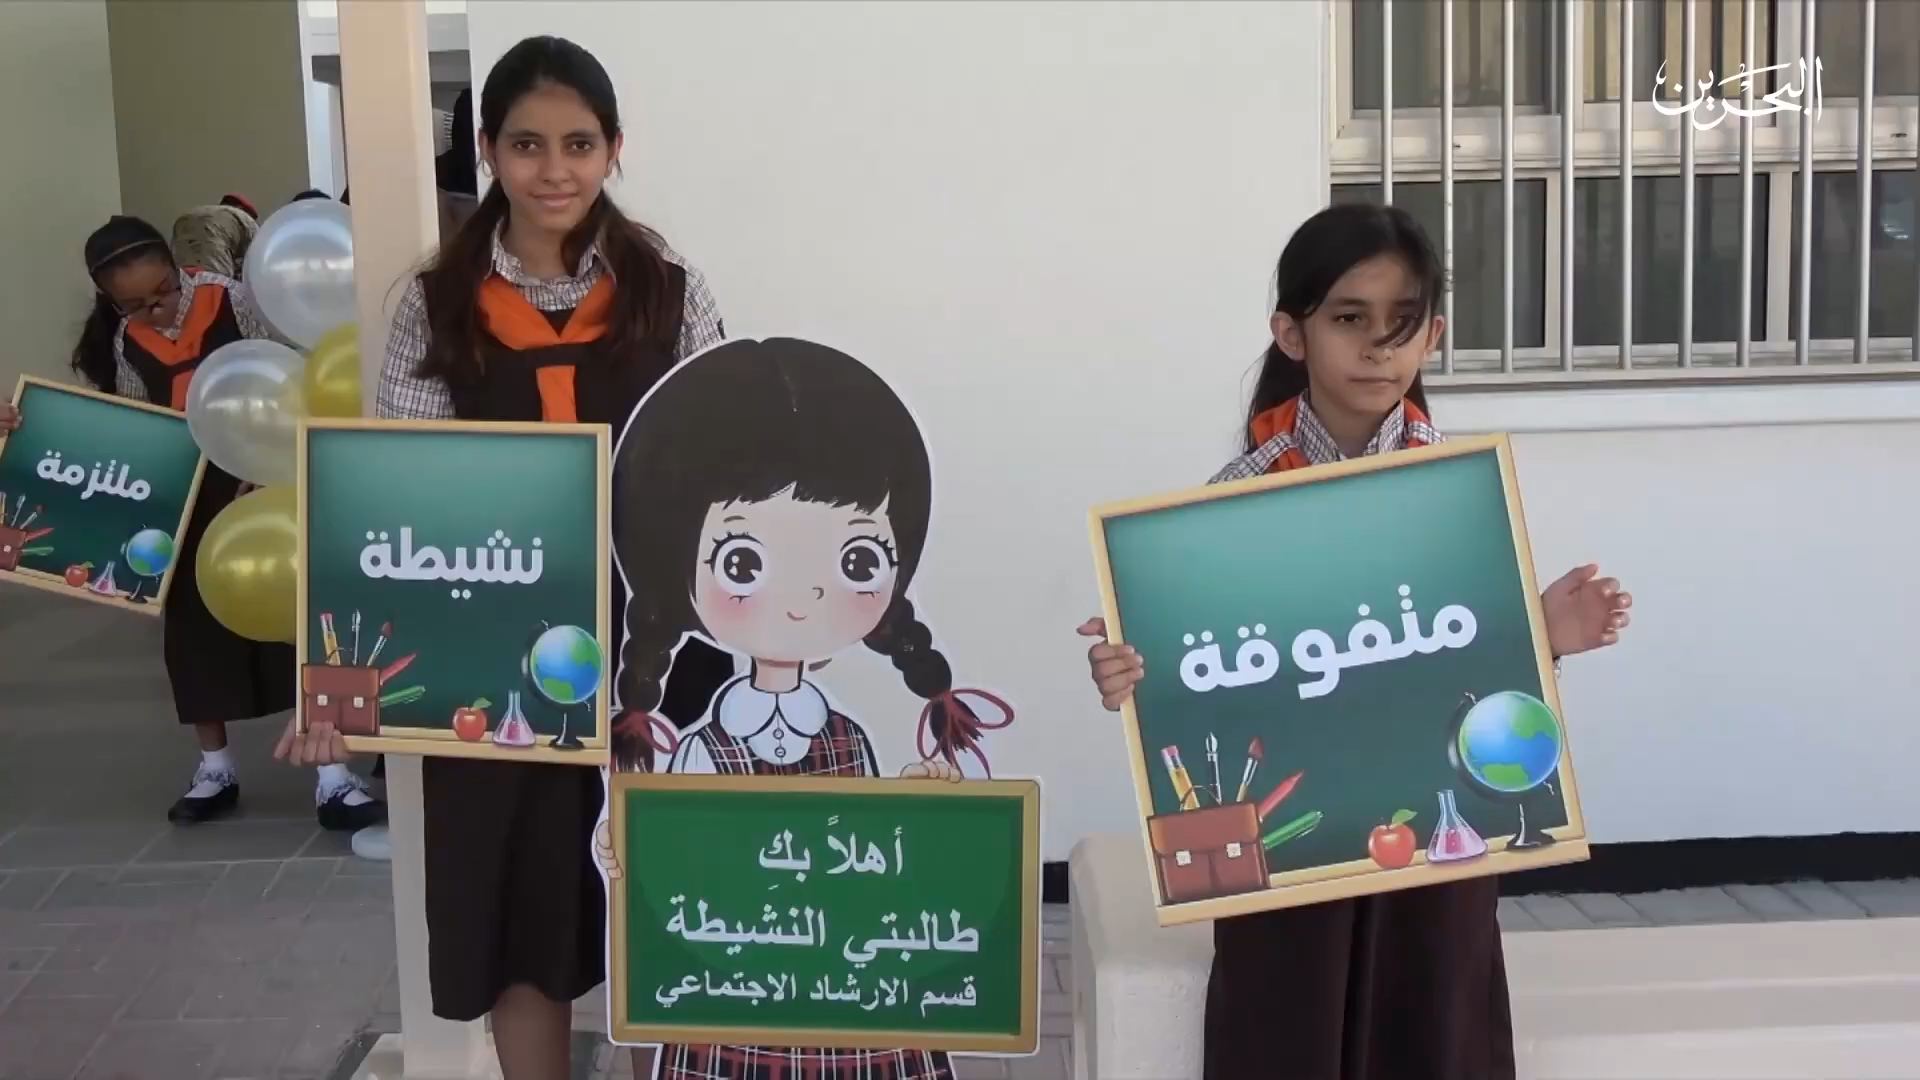 البحرين
ملتزمة
نشيطة
متفوقة
أهلاً بكِ
طالبتي النشيطة
قسم الارشاد الاجتماعي